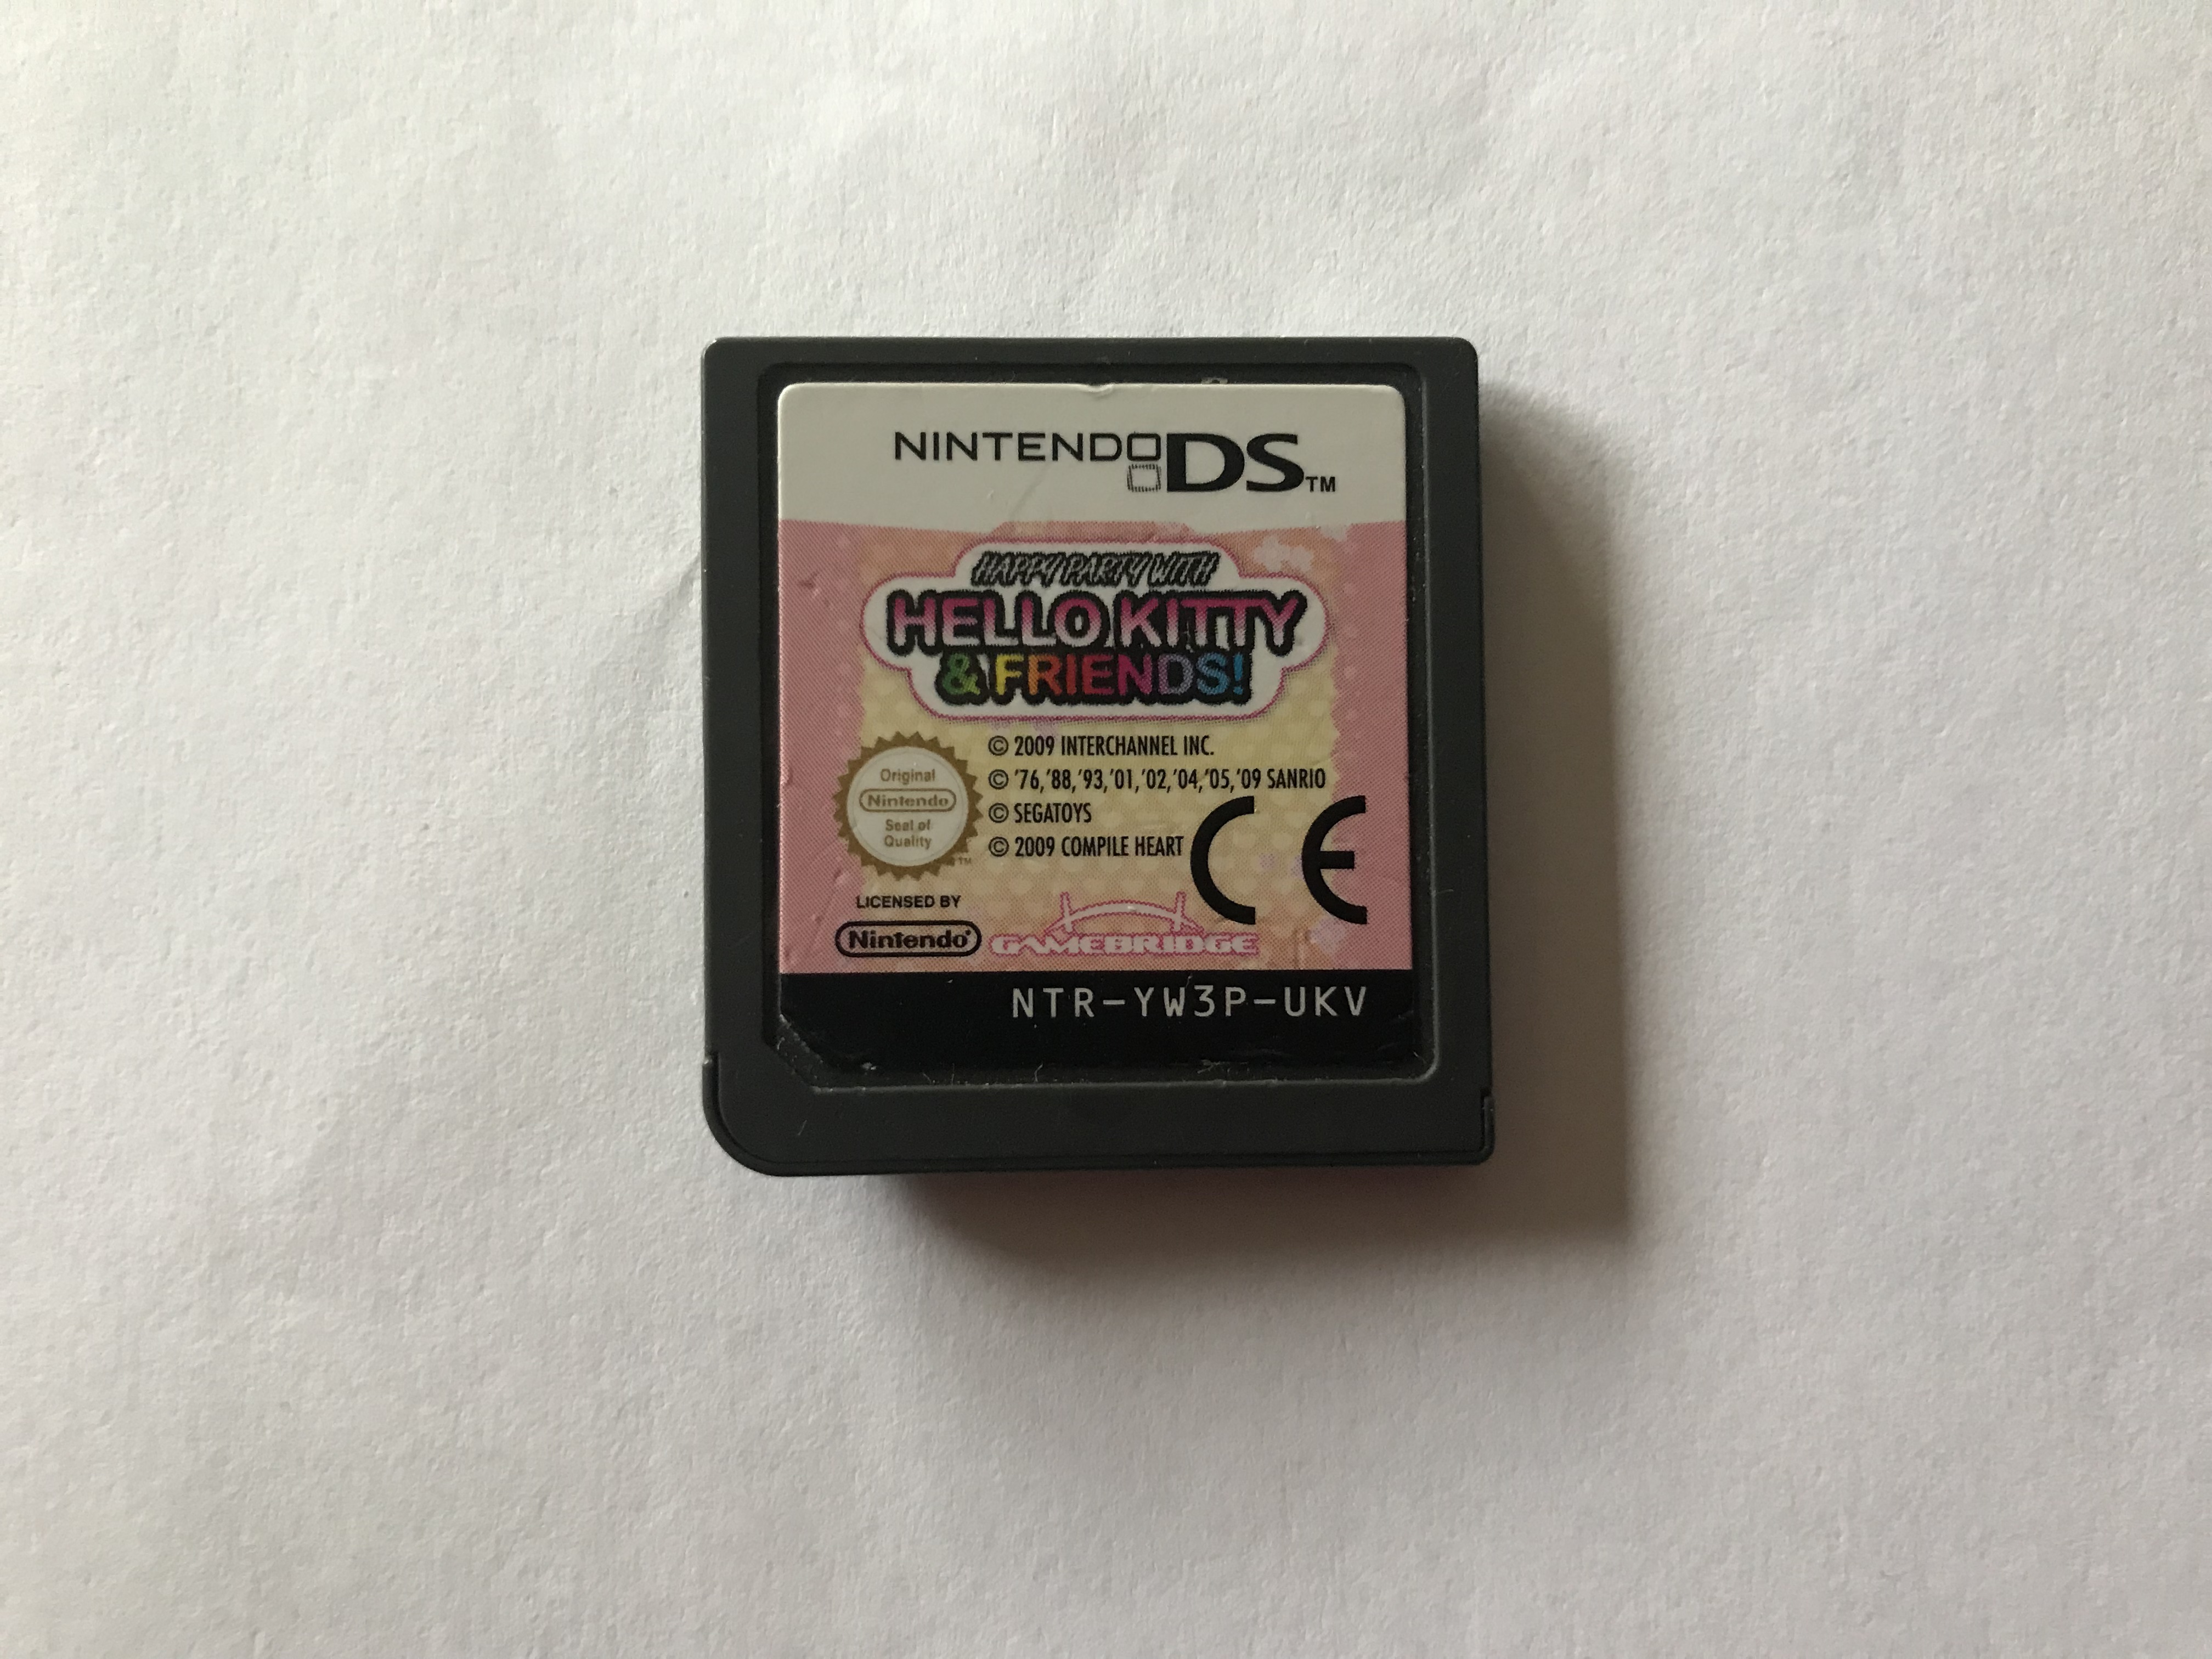 NINTENDO DS™
HAPPY PARTY WITH
HELLO KITTY
& FRIENDS!
© 2009 INTERCHANNEL INC.
© '76,'88,'93,'01,'02,'04,'05,'09 SANRIO
© SEGATOYS
© 2009 COMPILE HEART
Original
Nintendo
Seal of
Quality
™
CE
LICENSED BY
Nintendo®
GAMEBRIDGE
NTR-YW3P-UKV